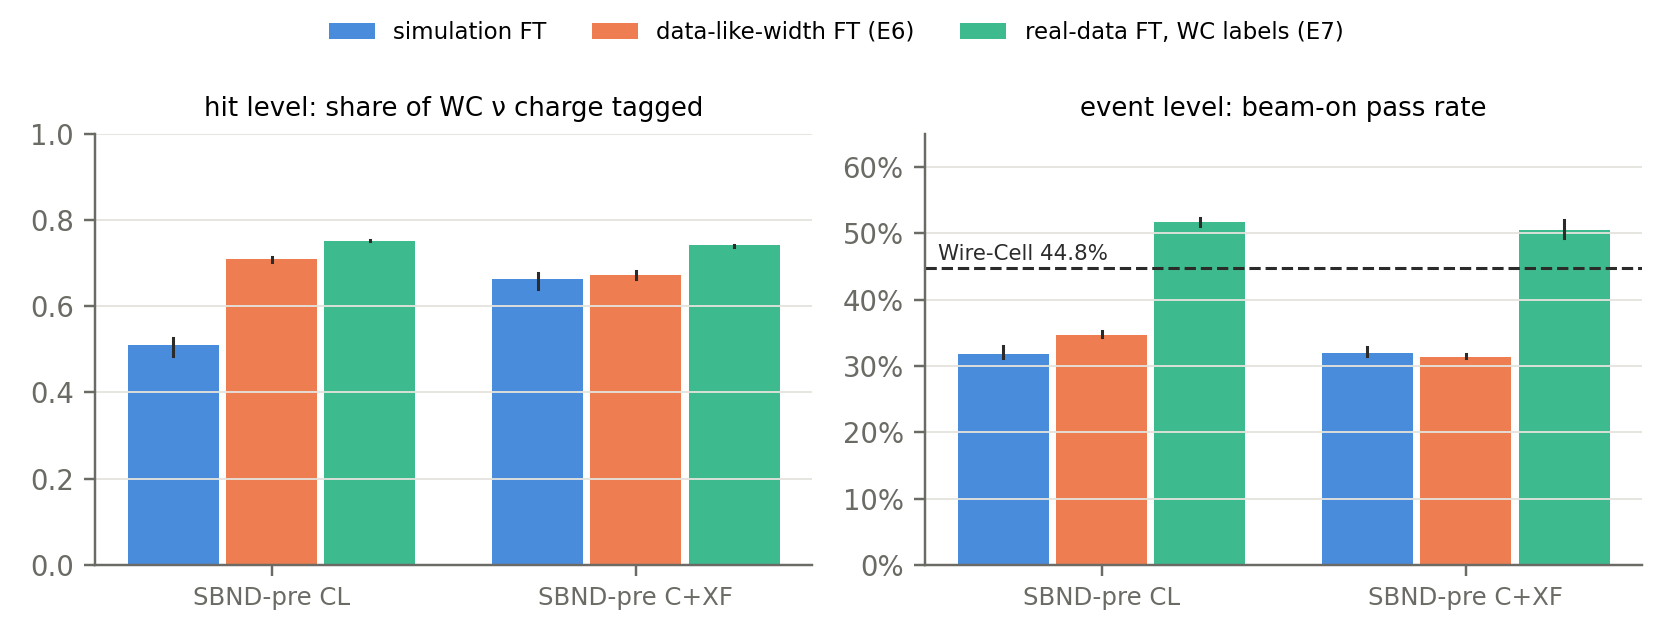 simulation FT
data-like-width FT (E6)
real-data FT, WC labels (E7)
hit level: share of WC ν charge tagged
1.0
0.8
0.6
0.4
0.2
0.0
SBND-pre CL
SBND-pre C+XF
event level: beam-on pass rate
60%
50%
40%
30%
20%
10%
0%
Wire-Cell 44.8%
SBND-pre CL
SBND-pre C+XF